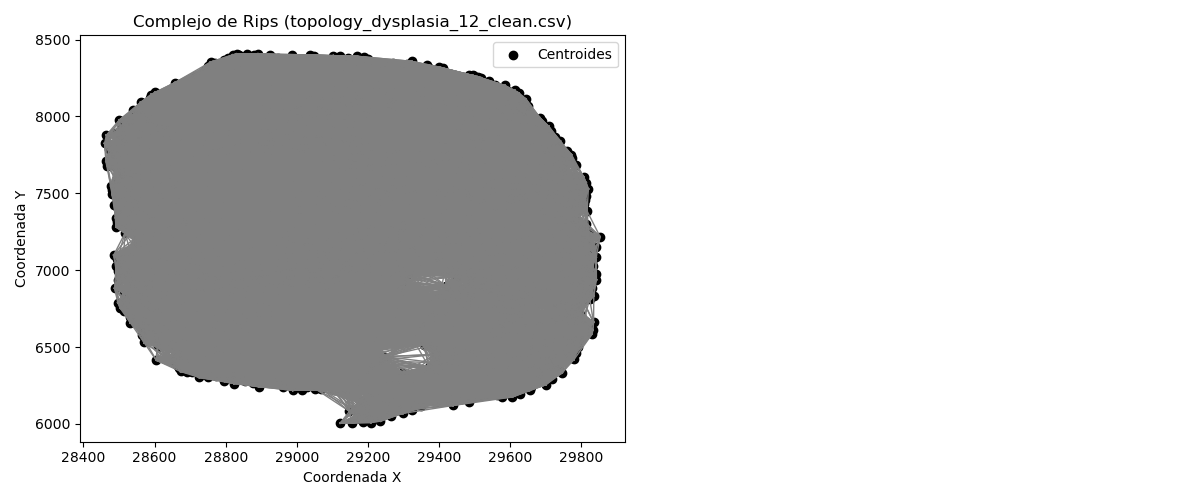 Complejo de Rips (topology_dysplasia_12_clean.csv)
Centroides
Coordenada Y
8500
8000
7500
7000
6500
6000
28400 28600 28800 29000 29200 29400 29600 29800
Coordenada X